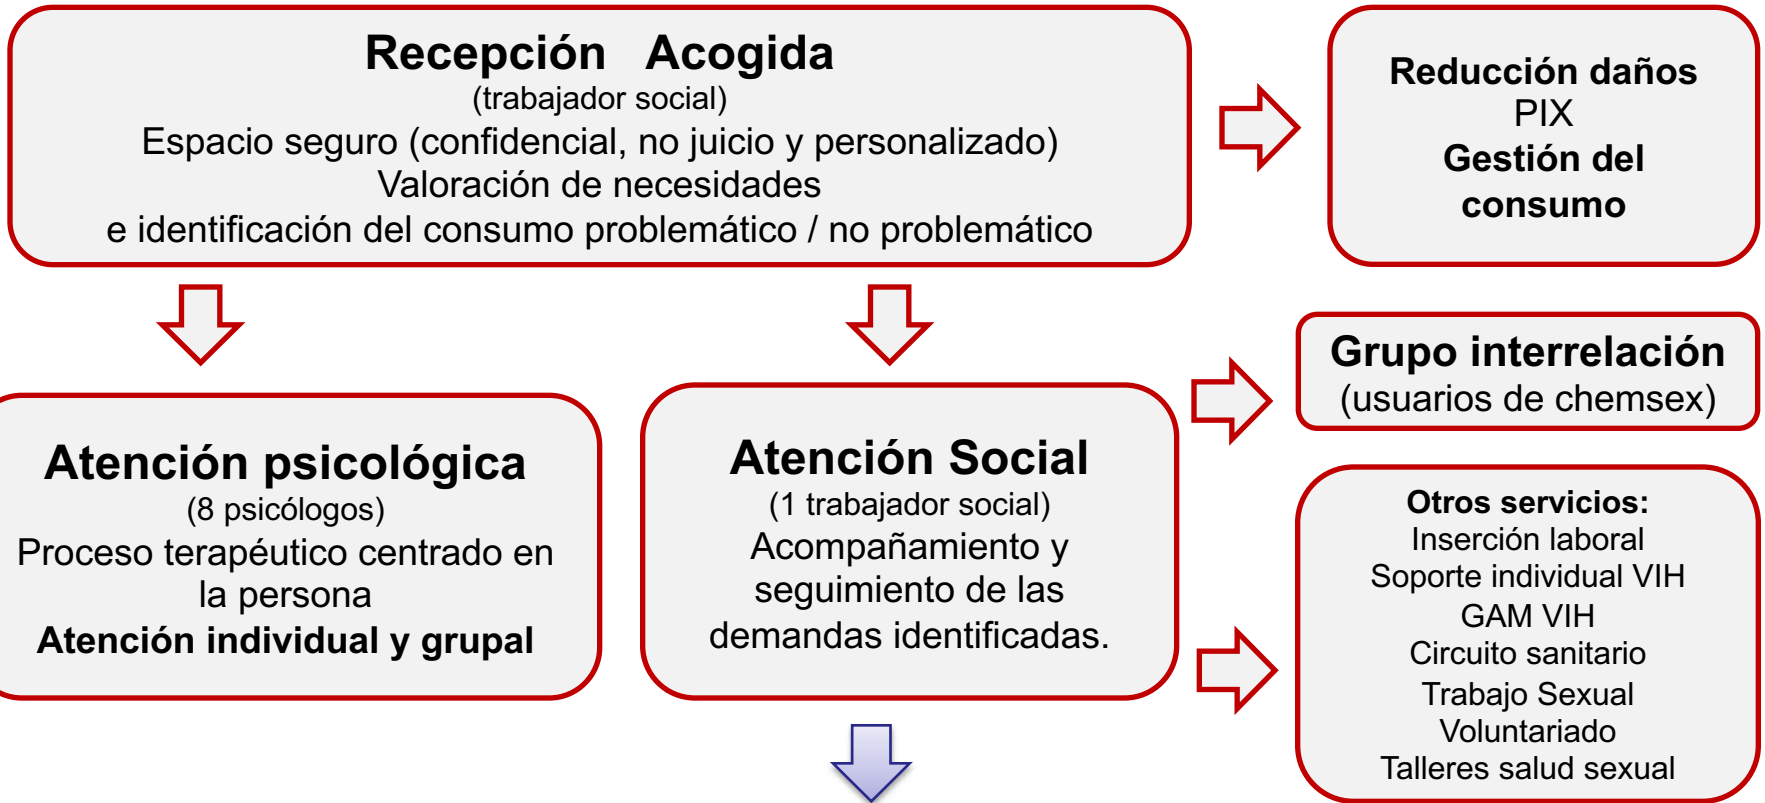 Recepción Acogida
(trabajador social)
Espacio seguro (confidencial, no juicio y personalizado)
Valoración de necesidades
e identificación del consumo problemático / no problemático
Reducción daños
PIX
Gestión del
consumo
Grupo interrelación
(usuarios de chemsex)
Atención psicológica
(8 psicólogos)
Proceso terapéutico centrado en
la persona
Atención individual y grupal
Atención Social
(1 trabajador social)
Acompañamiento y
seguimiento de las
demandas identificadas.
Otros servicios:
Inserción laboral
Soporte individual VIH
GAM VIH
Circuito sanitario
Trabajo Sexual
Voluntariado
Talleres salud sexual